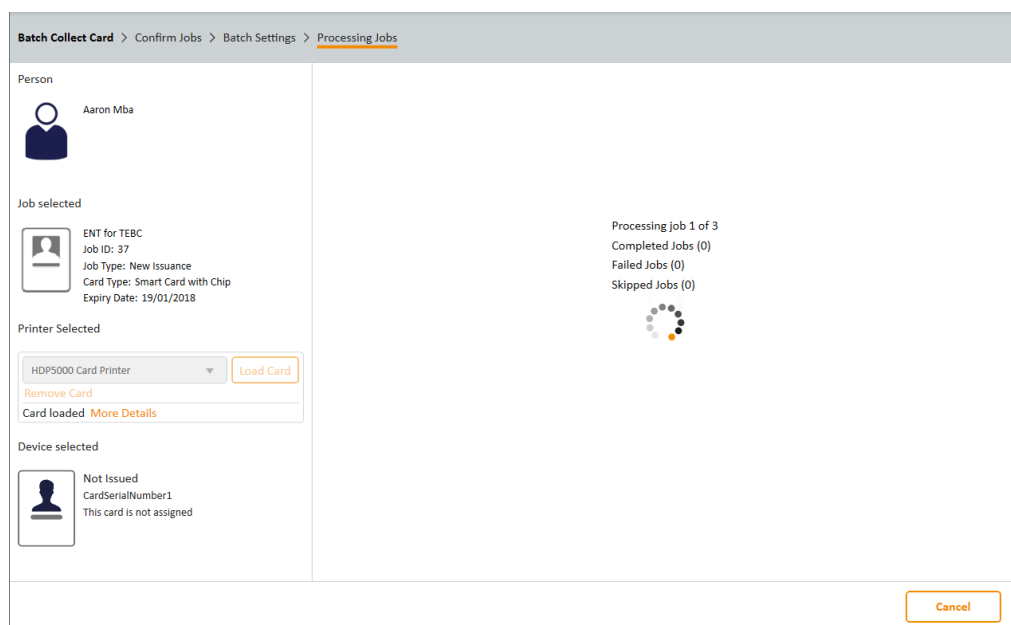 Batch Collect Card > Confirm Jobs > Batch Settings > Processing Jobs
Person
Aaron Mba
Job selected
ENT for TEBC
Job ID: 37
Job Type: New Issuance
Card Type: Smart Card with Chip
Expiry Date: 19/01/2018
Printer Selected
HDP5000 Card Printer Load Card
Remove Card
Card loaded More Details
Device selected
Not Issued
CardSerialNumber1
This card is not assigned
Processing job 1 of 3
Completed Jobs (0)
Failed Jobs (0)
Skipped Jobs (0)
Cancel